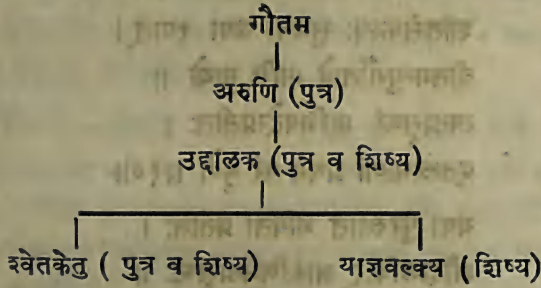 गौतम
अरुणि (पुत्र)
उद्दालक (पुत्र व शिष्य)
श्वेतकेतु ( पुत्र व शिष्य) याज्ञवल्क्य (शिष्य)